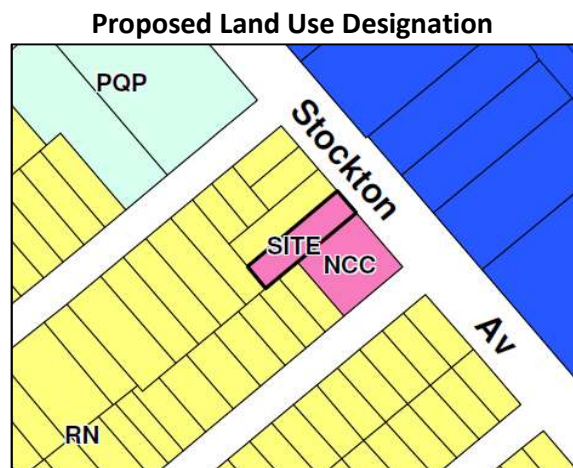 Proposed Land Use Designation
PQP
Stockton
SITE
NCC
Av
RN